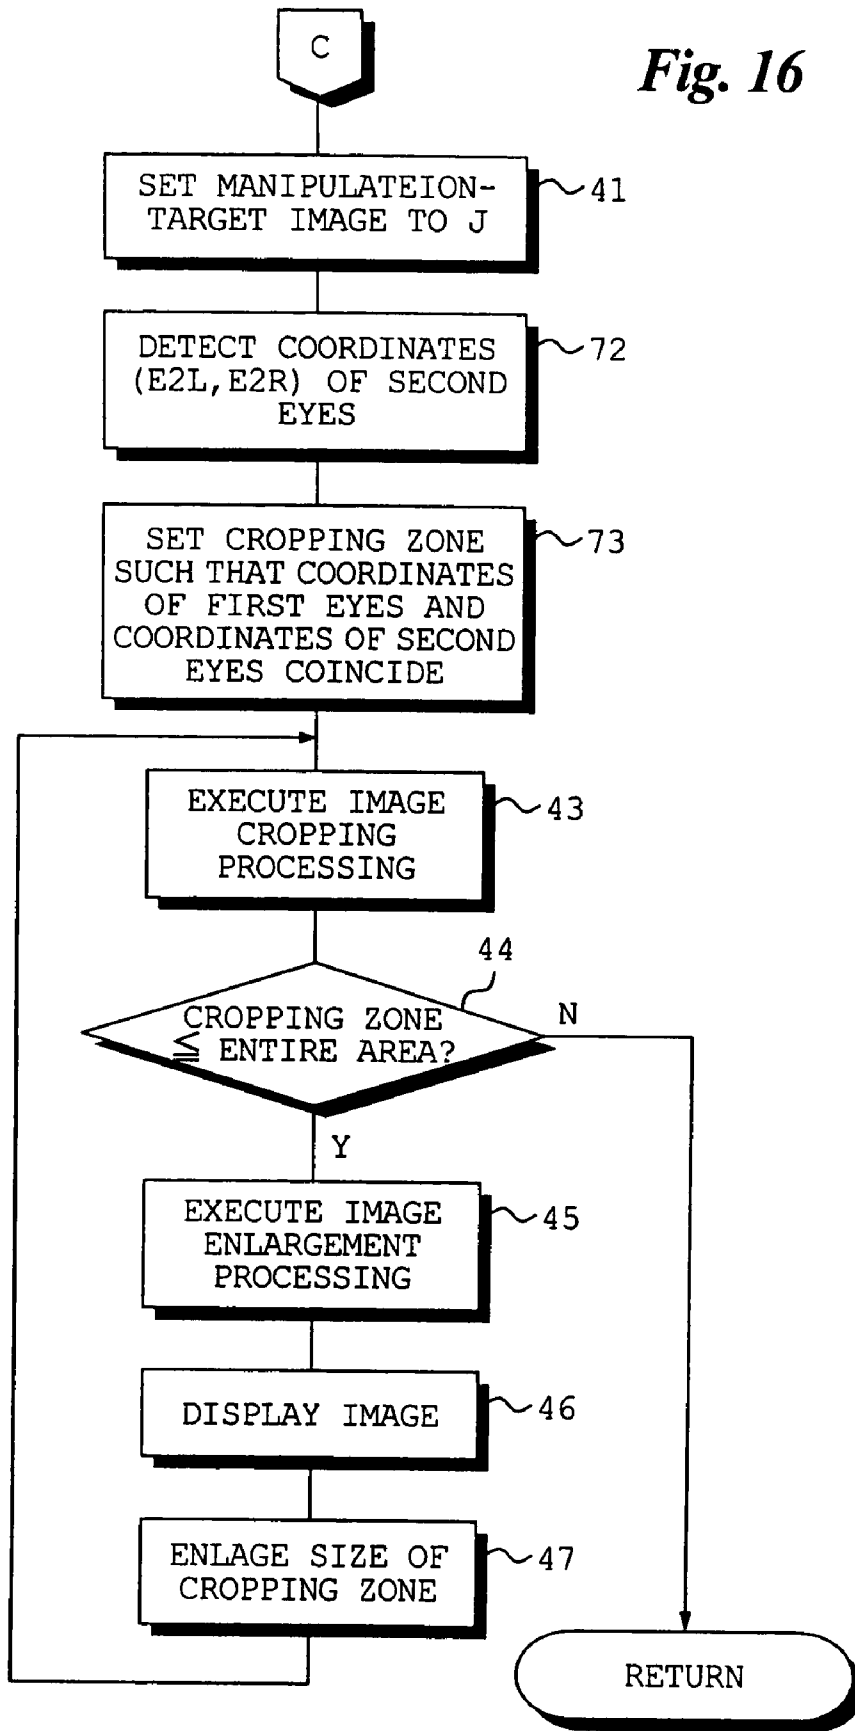 C
Fig. 16
SET MANIPULATEION-
TARGET IMAGE TO J
41
DETECT COORDINATES
(E2L,E2R) OF SECOND
EYES
72
SET CROPPING ZONE
SUCH THAT COORDINATES
OF FIRST EYES AND
COORDINATES OF SECOND
EYES COINCIDE
73
EXECUTE IMAGE
CROPPING
PROCESSING
43
44
CROPPING ZONE
≦ ENTIRE AREA?
N
Y
EXECUTE IMAGE
ENLARGEMENT
PROCESSING
45
DISPLAY IMAGE
46
ENLAGE SIZE OF
CROPPING ZONE
47
RETURN